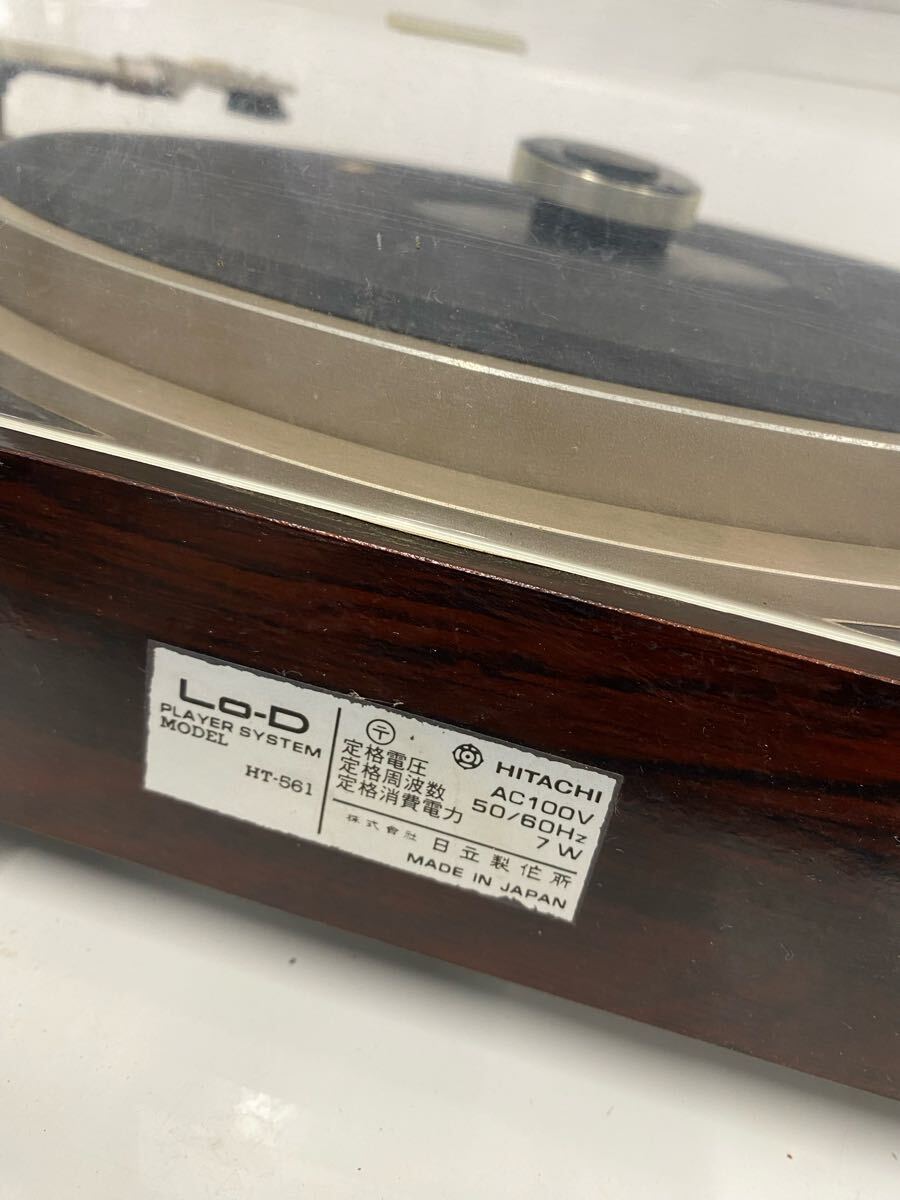 Lo-D
PLAYER SYSTEM
MODEL
HT-561
〒
HITACHI
定格電圧 AC100V
定格周波数 50/60Hz
定格消費電力 7W
株式會社 日立製作所
MADE IN JAPAN